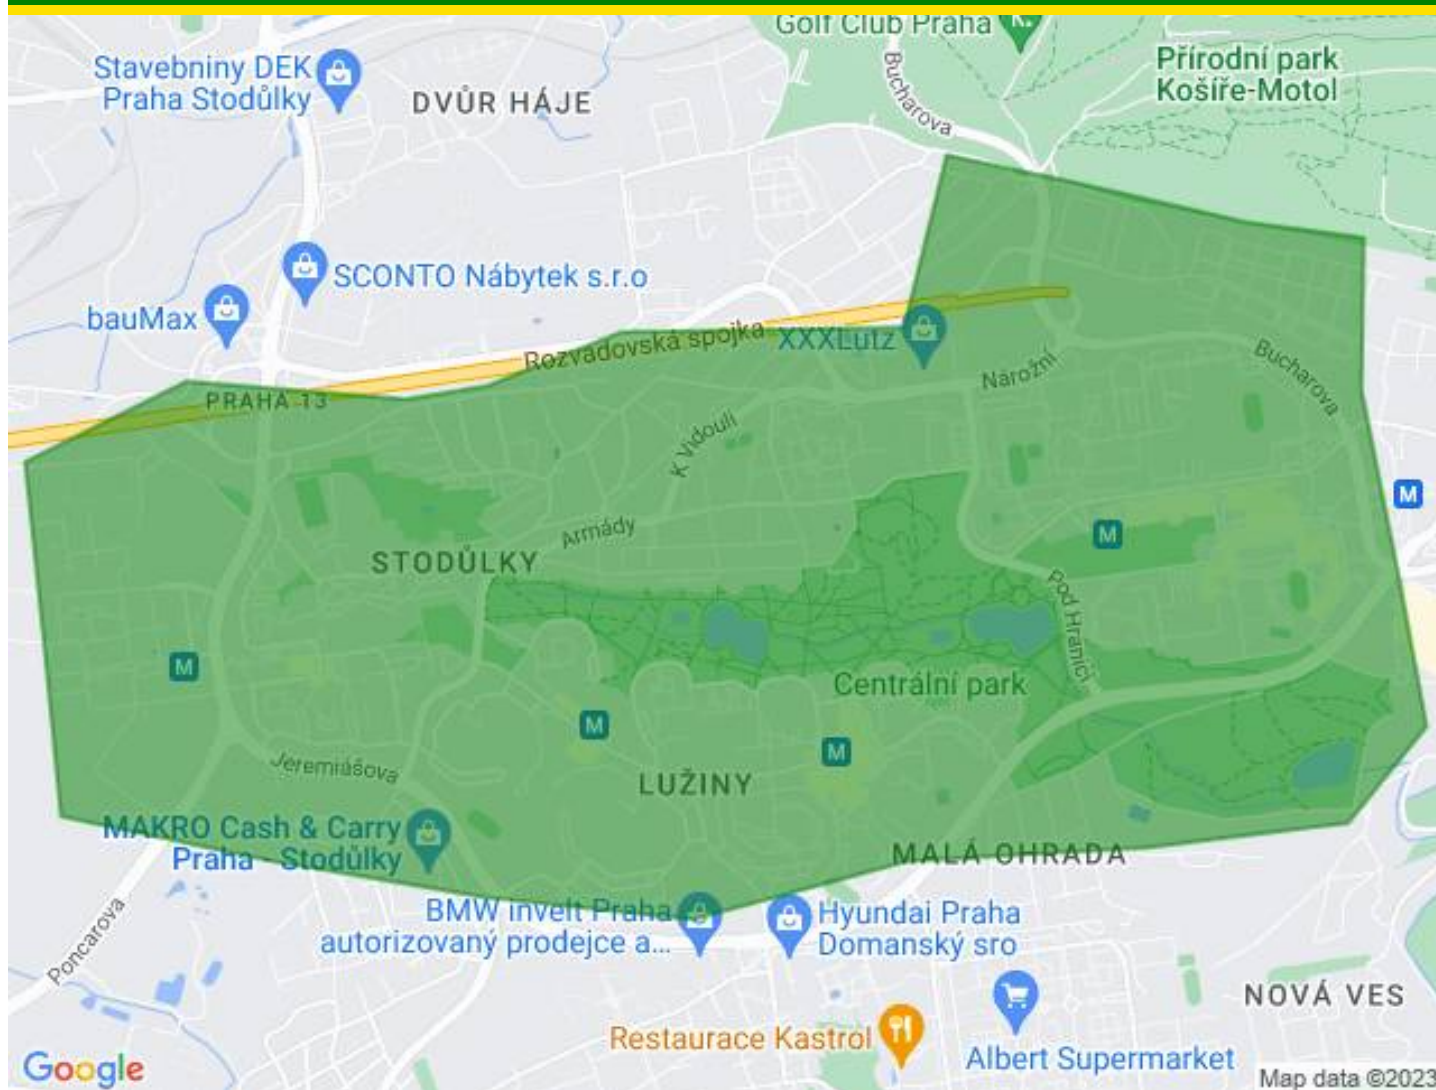 Golf Club Praha
Přírodní park
Košíře-Motol
Stavebniny DEK
Praha Stodůlky
DVŮR HÁJE
Bucharova
SCONTO Nábytek s.r.o
bauMax
Rozvadovská spojka
XXXLutz
Nárožní
Bucharova
PRAHA 13
K Vidouli
M
Armády
M
STODŮLKY
Pod Hranicí
M
Centrální park
M
M
Jeremiášova
LUŽINY
MAKRO Cash & Carry
Praha - Stodůlky
MALÁ OHRADA
BMW Invelt Praha
autorizovaný prodejce a...
Hyundai Praha
Domanský sro
Poncarova
NOVÁ VES
Restaurace Kastrol
Albert Supermarket
Google
Map data ©2023